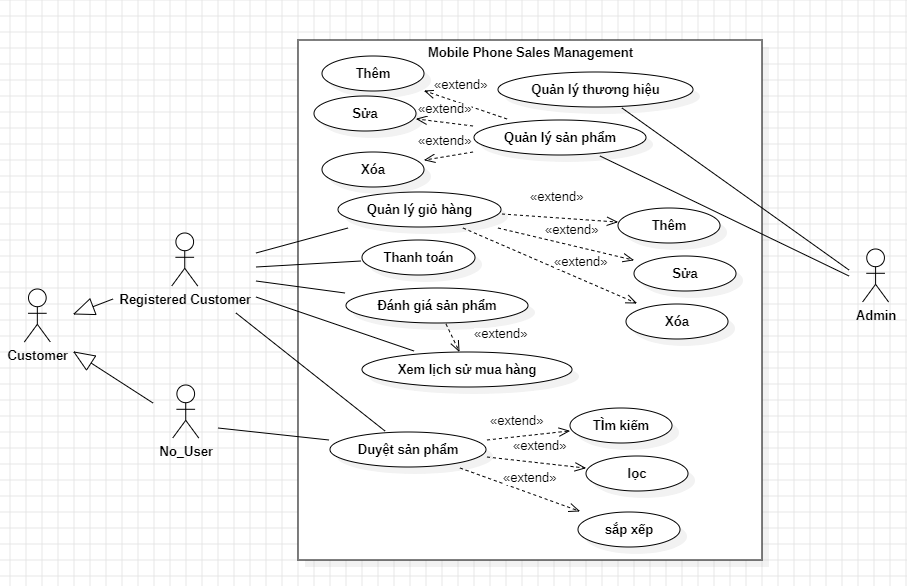 Mobile Phone Sales Management
Thêm
«extend»
Quản lý thương hiệu
Sửa
«extend»
Quản lý sản phẩm
«extend»
Xóa
Quản lý giỏ hàng
«extend»
Thêm
«extend»
Thanh toán
«extend»
Sửa
Registered Customer
Đánh giá sản phẩm
Xóa
Admin
«extend»
Customer
Xem lịch sử mua hàng
«extend»
TÌm kiếm
No_User
Duyệt sản phẩm
«extend»
lọc
«extend»
sắp xếp